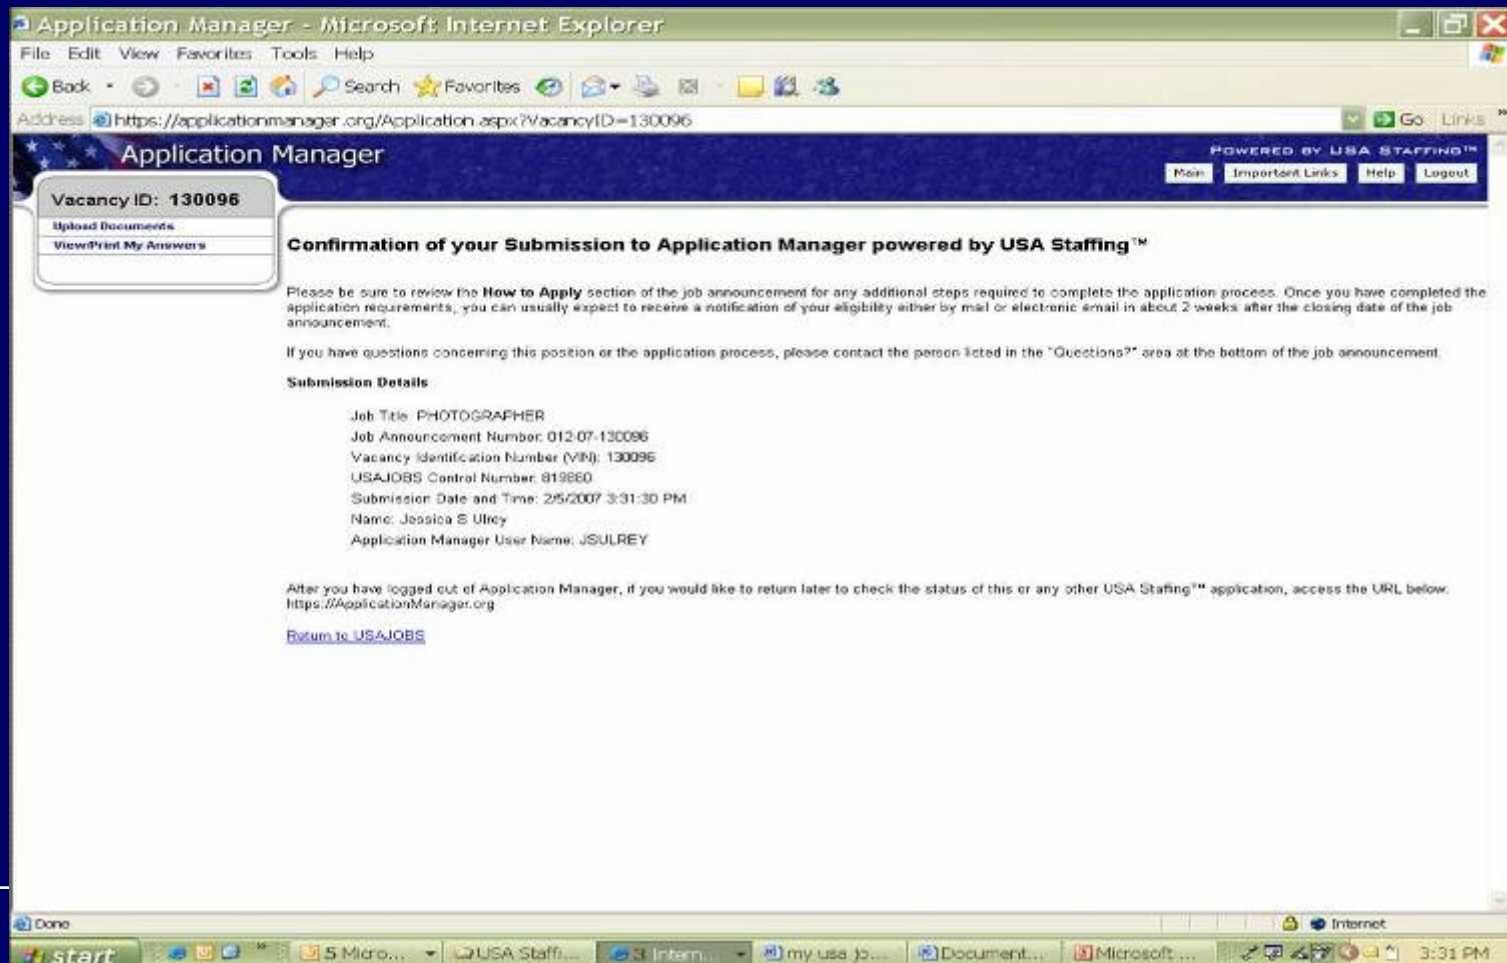 Application Manager - Microsoft Internet Explorer
File Edit View Favorites Tools Help
Back Search Favorites
Address https://applicationmanager.org/Application.aspx?VacancyID=130096 Go Links »
Application Manager
POWERED BY USA STAFFING™
Main Important Links Help Logout
Vacancy ID: 130096
Upload Documents
View/Print My Answers
Confirmation of your Submission to Application Manager powered by USA Staffing™
Please be sure to review the How to Apply section of the job announcement for any additional steps required to complete the application process. Once you have completed the
application requirements, you can usually expect to receive a notification of your eligibility either by mail or electronic email in about 2 weeks after the closing date of the job
announcement.
If you have questions concerning this position or the application process, please contact the person listed in the "Questions?" area at the bottom of the job announcement.
Submission Details
Job Title: PHOTOGRAPHER
Job Announcement Number: 012-07-130096
Vacancy Identification Number (VIN): 130096
USAJOBS Control Number: 819860
Submission Date and Time: 2/5/2007 3:31:30 PM
Name: Jessica S Ulrey
Application Manager User Name: JSULREY
After you have logged out of Application Manager, if you would like to return later to check the status of this or any other USA Staffing™ application, access the URL below:
https://ApplicationManager.org
Return to USAJOBS
Done Internet
start » 5 Micro... USA Staffi... 3 Intern... my usa jo... Document... Microsoft ... 3:31 PM